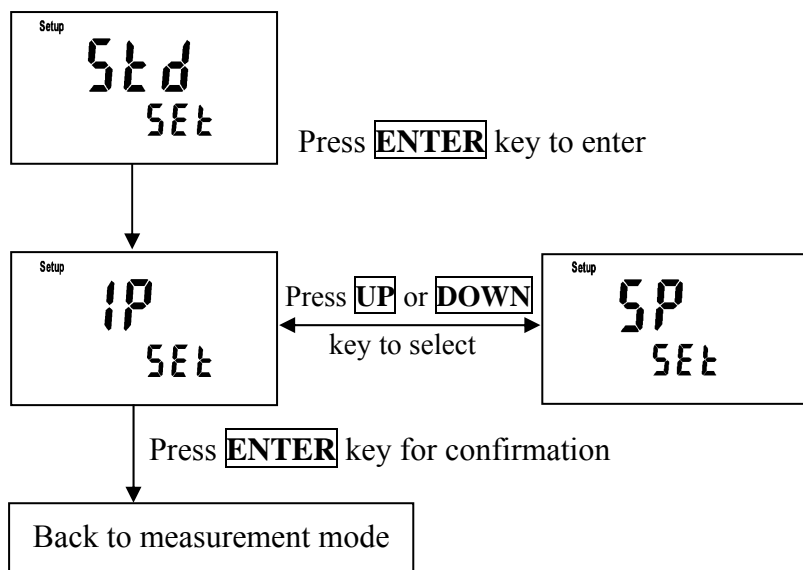 Setup
Std
SEt
Press ENTER key to enter
Setup
1P
SEt
Press UP or DOWN
key to select
Setup
5P
SEt
Press ENTER key for confirmation
Back to measurement mode